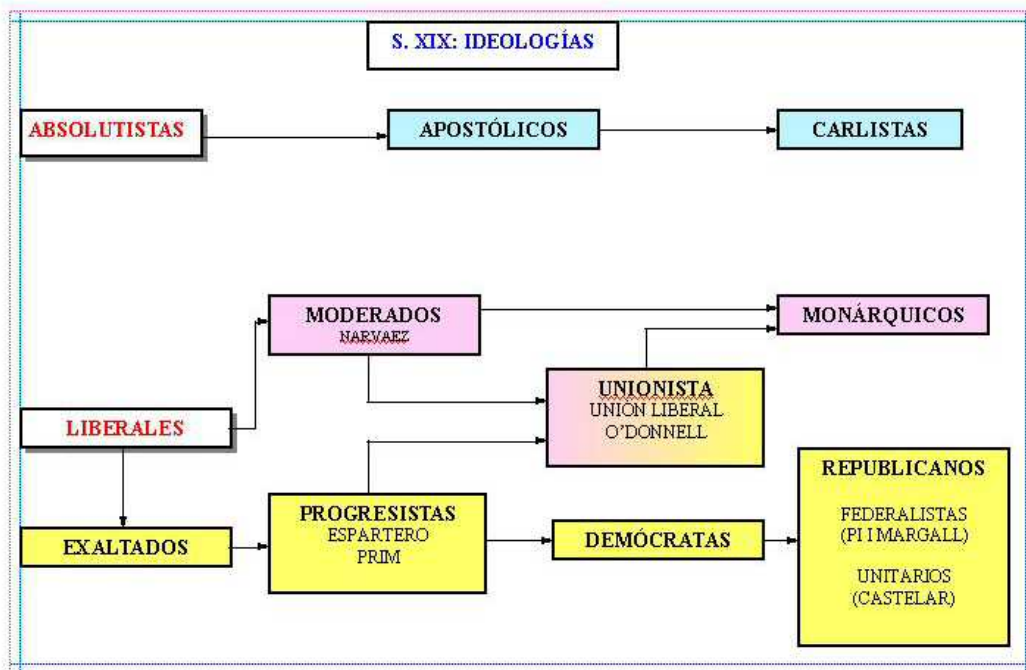 S. XIX: IDEOLOGÍAS
ABSOLUTISTAS
APOSTÓLICOS
CARLISTAS
MODERADOS
NARVAEZ
MONÁRQUICOS
UNIONISTA
UNIÓN LIBERAL
O'DONNELL
LIBERALES
REPUBLICANOS
FEDERALISTAS
(PI I MARGALL)
UNITARIOS
(CASTELAR)
PROGRESISTAS
ESPARTERO
PRIM
EXALTADOS
DEMÓCRATAS